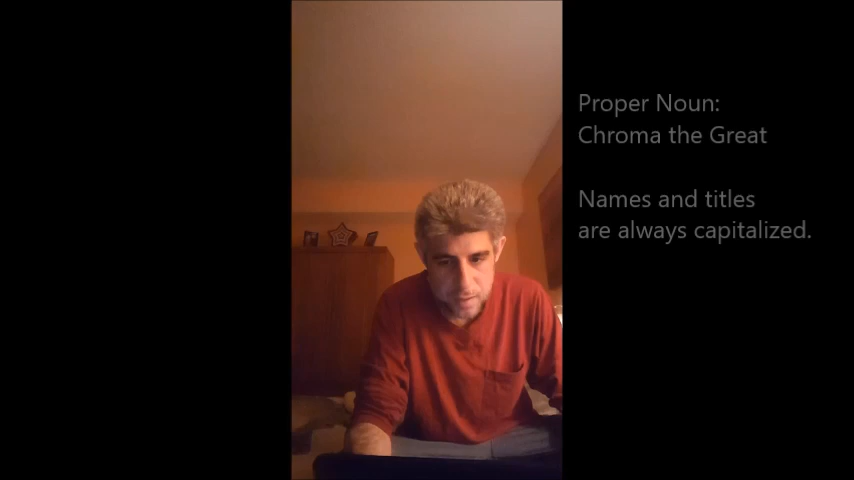 Proper Noun:
Chroma the Great
Names and titles
are always capitalized.